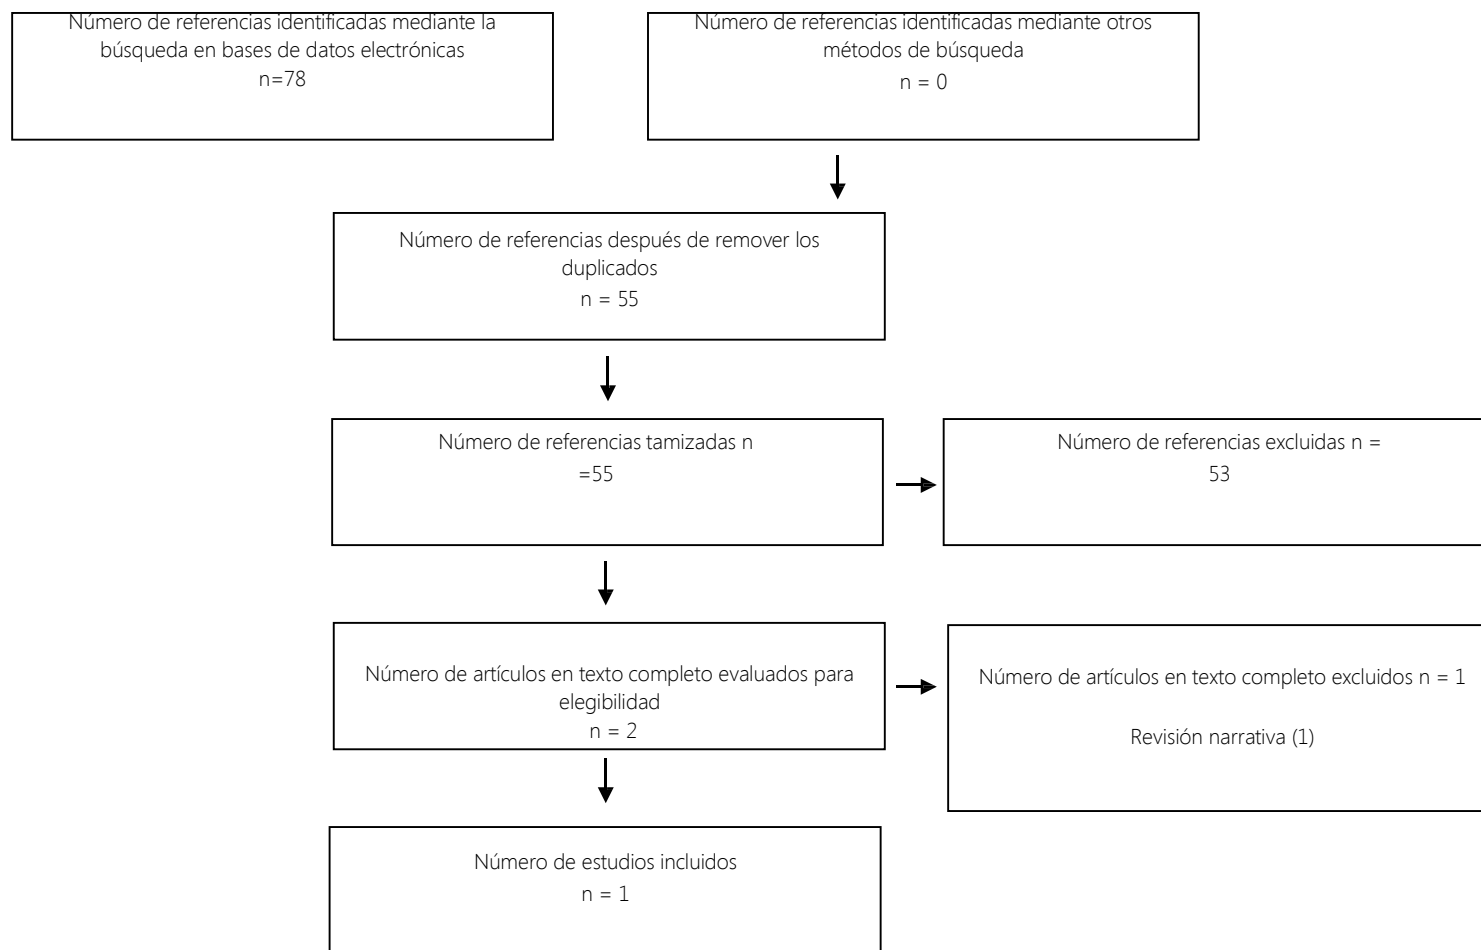 Número de referencias identificadas mediante la
búsqueda en bases de datos electrónicas
n=78
Número de referencias identificadas mediante otros
métodos de búsqueda
n = 0
Número de referencias después de remover los
duplicados
n = 55
Número de referencias tamizadas n
=55
Número de referencias excluidas n =
53
Número de artículos en texto completo evaluados para
elegibilidad
n = 2
Número de artículos en texto completo excluidos n = 1
Revisión narrativa (1)
Número de estudios incluidos
n = 1